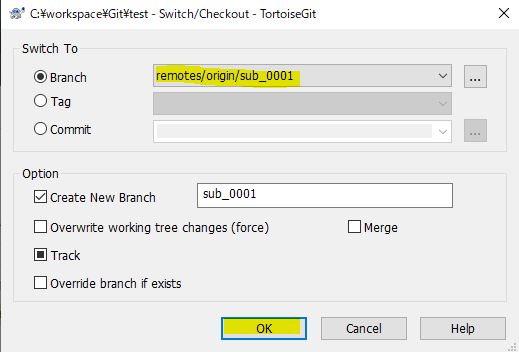 C:¥workspace¥Git¥test - Switch/Checkout - TortoiseGit
Switch To
Branch
remotes/origin/sub_0001
...
Tag
Commit
...
Option
Create New Branch
sub_0001
Overwrite working tree changes (force)
Merge
Track
Override branch if exists
OK
Cancel
Help